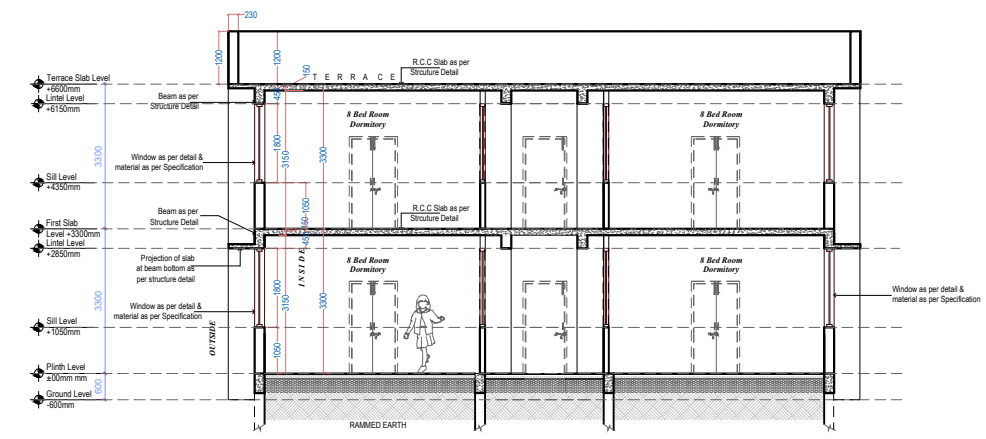 230
1200
1200
150
T E R R A C E
R.C.C Slab as per
Strcuture Detail
Terrace Slab Level
+6600mm
Lintel Level
+6150mm
Beam as per
Structure Detail
450
8 Bed Room
Dormitory
8 Bed Room
Dormitory
3300
1800
3150
3300
Window as per detail &
material as per Specification
Sill Level
+4350mm
1050
Beam as per
Structure Detail
R.C.C Slab as per
Strcuture Detail
First Slab
Level +3300mm
Lintel Level
+2850mm
150
450
Projection of slab
at beam bottom as
per structure detail
INSIDE
8 Bed Room
Dormitory
8 Bed Room
Dormitory
3300
1800
3150
3300
Window as per detail &
material as per Specification
Window as per detail &
material as per Specification
Sill Level
+1050mm
OUTSIDE
1050
Plinth Level
±00mm mm
600
Ground Level
-600mm
RAMMED EARTH